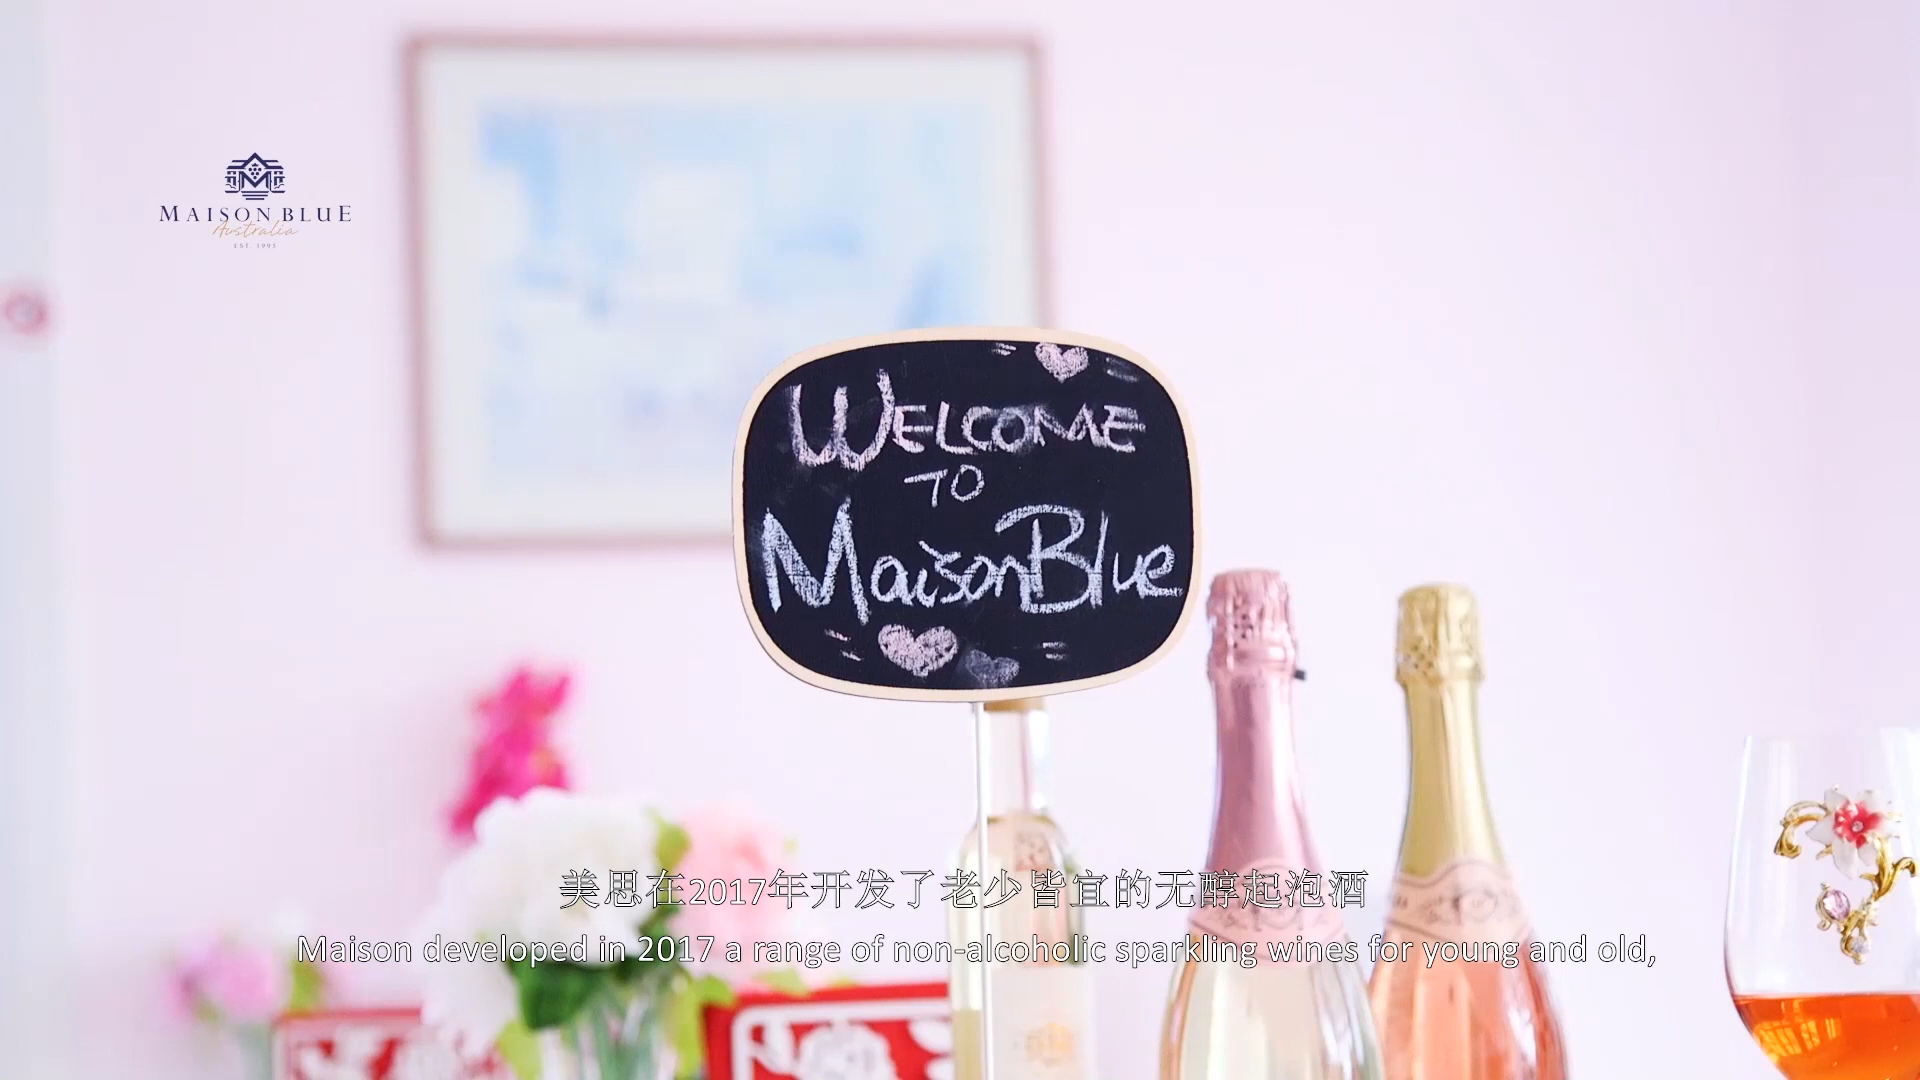 MAISON BLUE
Australia
EST. 1995
WELCOME
TO
MaisonBlue
美思在2017年开发了老少皆宜的无醇起泡酒
Maison developed in 2017 a range of non-alcoholic sparkling wines for young and old,